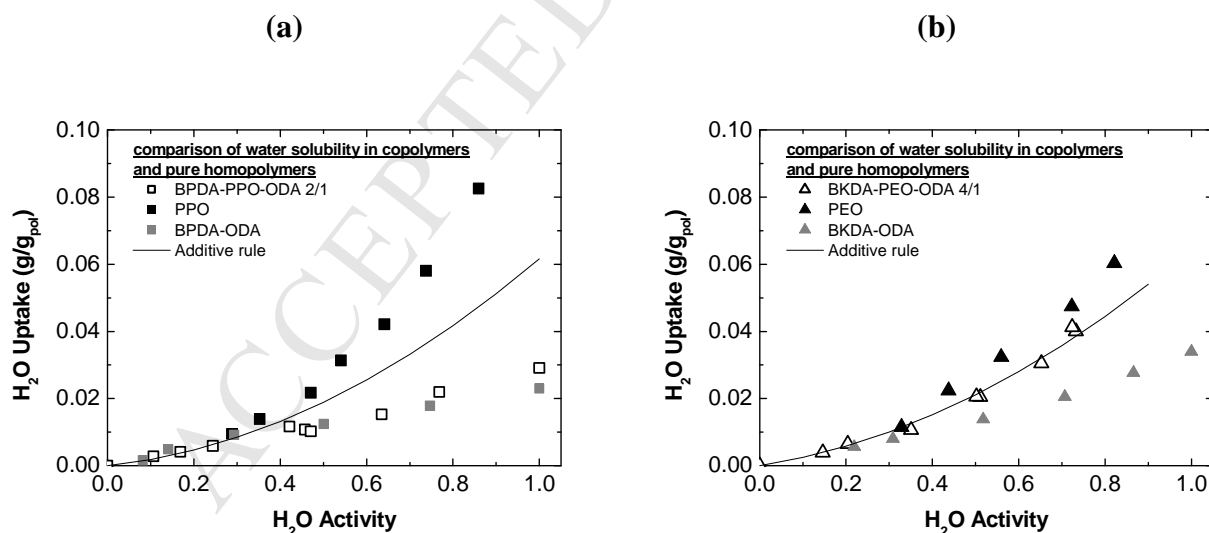 (a)
(b)
0.10
0.08
0.06
0.04
0.02
0.00
H2O Uptake (g/gpol)
comparison of water solubility in copolymers
and pure homopolymers
BPDA-PPO-ODA 2/1
PPO
BPDA-ODA
Additive rule
0.0 0.2 0.4 0.6 0.8 1.0
H2O Activity
0.10
0.08
0.06
0.04
0.02
0.00
H2O Uptake (g/gpol)
comparison of water solubility in copolymers
and pure homopolymers
BKDA-PEO-ODA 4/1
PEO
BKDA-ODA
Additive rule
0.0 0.2 0.4 0.6 0.8 1.0
H2O Activity
ACCEPTED